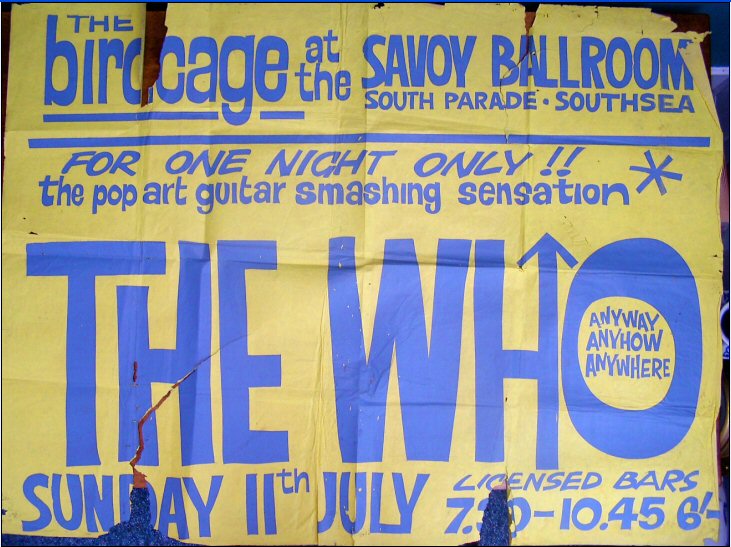 THE
birdcage at the SAVOY BALLROOM
SOUTH PARADE · SOUTHSEA
FOR ONE NIGHT ONLY!!
the pop art guitar smashing sensation *
THE WHO
ANYWAY
ANYHOW
ANYWHERE
SUNDAY 11th JULY
LICENSED BARS
7.30-10.45 6/-